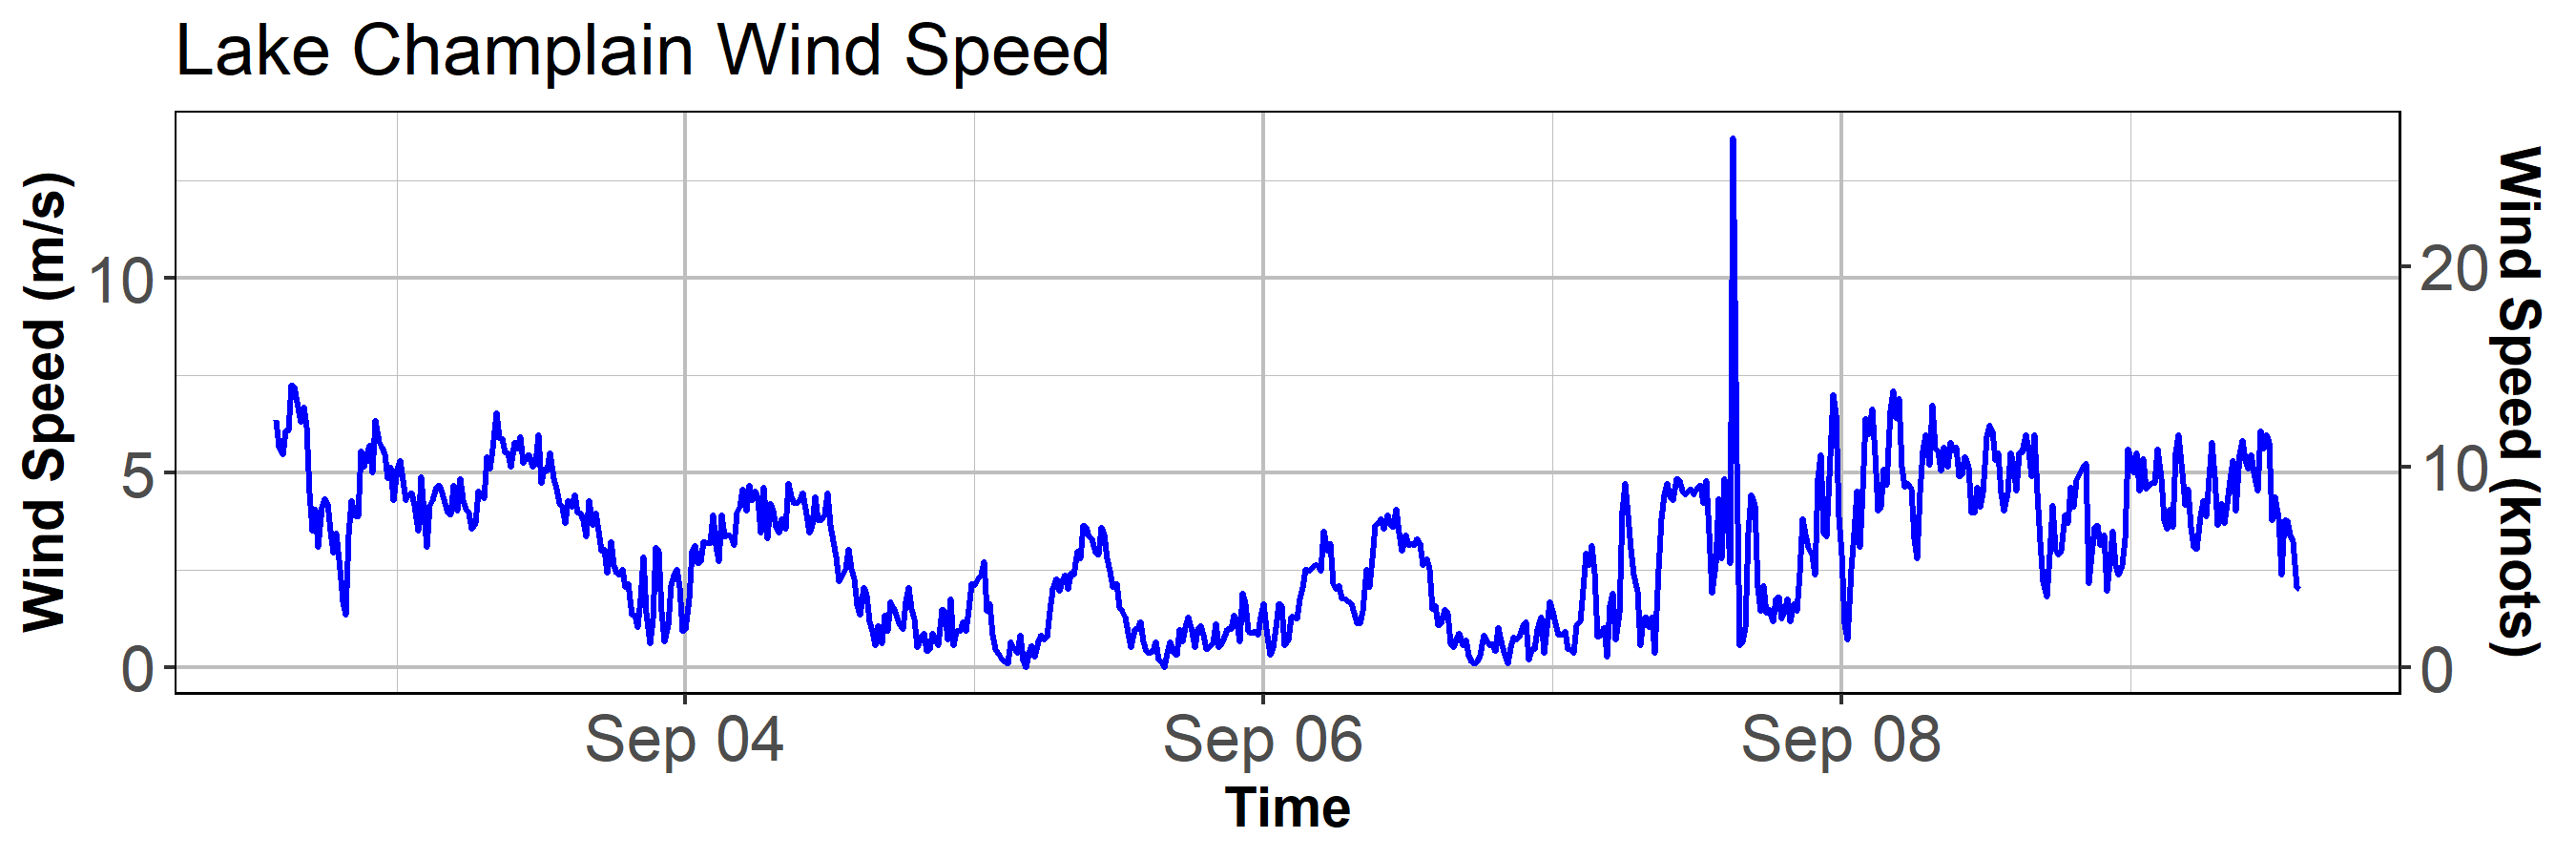 Lake Champlain Wind Speed
Wind Speed (m/s)
10
5
0
20
10
0
Wind Speed (knots)
Sep 04
Sep 06
Sep 08
Time